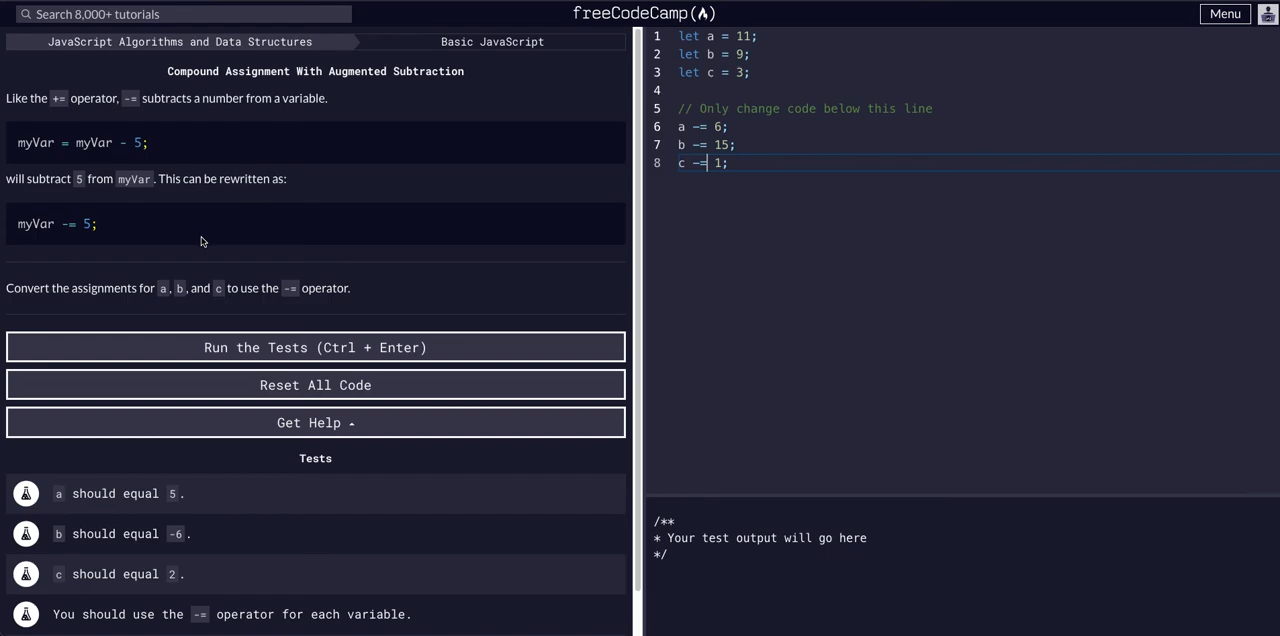 Search 8,000+ tutorials
freeCodeCamp(🔥)
Menu
JavaScript Algorithms and Data Structures
Basic JavaScript
Compound Assignment With Augmented Subtraction
Like the += operator, -= subtracts a number from a variable.
myVar = myVar - 5;
will subtract 5 from myVar. This can be rewritten as:
myVar -= 5;
Convert the assignments for a, b, and c to use the -= operator.
Run the Tests (Ctrl + Enter)
Reset All Code
Get Help
Tests
a should equal 5.
b should equal -6.
c should equal 2.
You should use the -= operator for each variable.
1 let a = 11;
2 let b = 9;
3 let c = 3;
4
5 // Only change code below this line
6 a -= 6;
7 b -= 15;
8 c -= 1;
/**
* Your test output will go here
*/